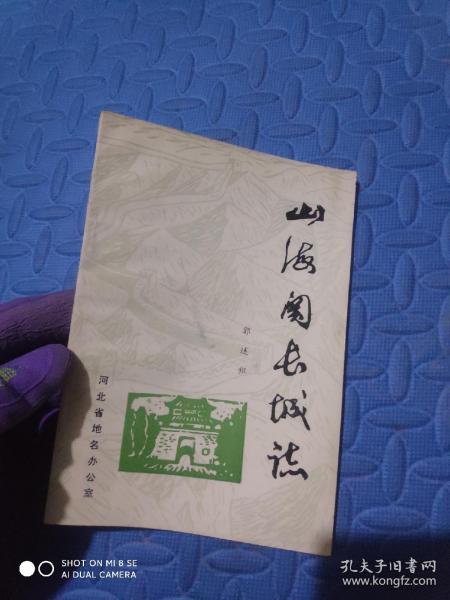 山海关长城志
郭述祖
河北省地名办公室
SHOT ON MI 8 SE
AI DUAL CAMERA
孔夫子旧书网
www.kongfz.com